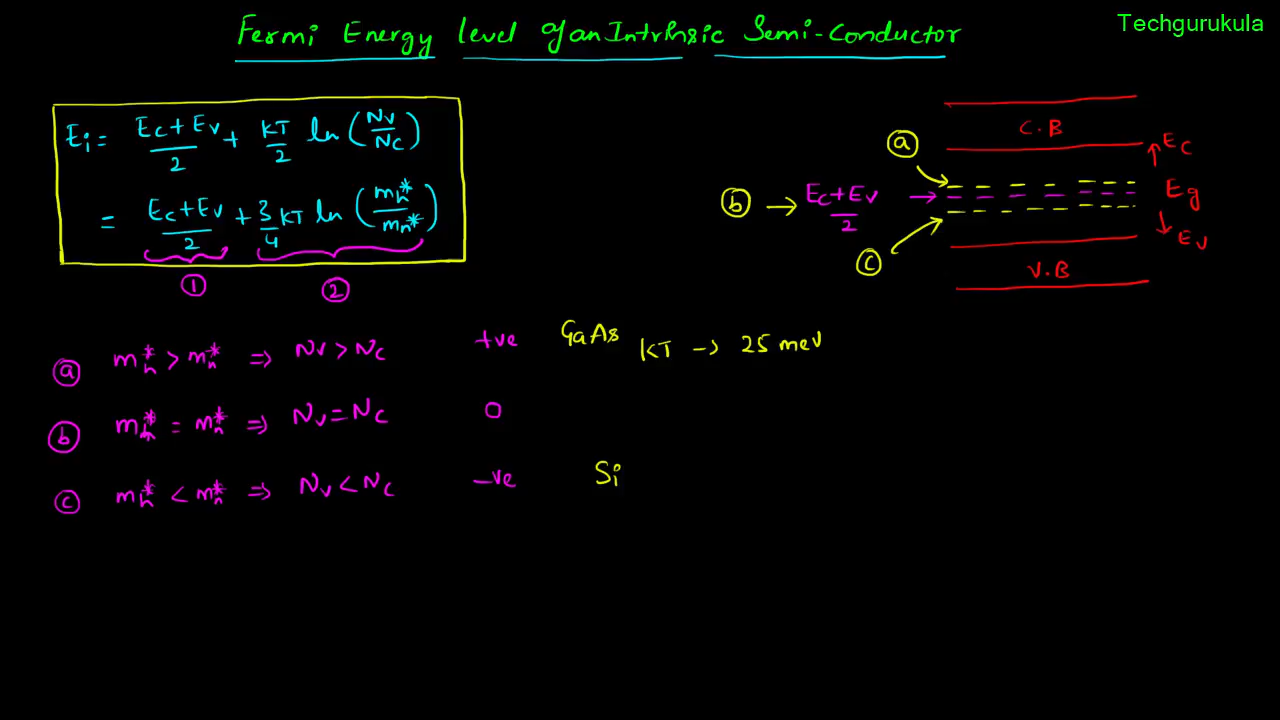 Fermi Energy level of an Intrinsic Semi-Conductor
Techgurukula
Ei = Ec+Ev/2 + KT/2 ln (Nv/Nc)
= Ec+Ev/2 + 3/4 KT ln (mh*/mn*)
① ②
C.B
ⓐ
Ec
ⓑ → Ec+Ev/2 → Eg
ⓒ
Ev
V.B
ⓐ mh* > mn* ⇒ Nv > Nc +ve GaAs KT → 25 meV
ⓑ mh* = mn* ⇒ Nv = Nc 0
ⓒ mh* < mn* ⇒ Nv < Nc -ve Si